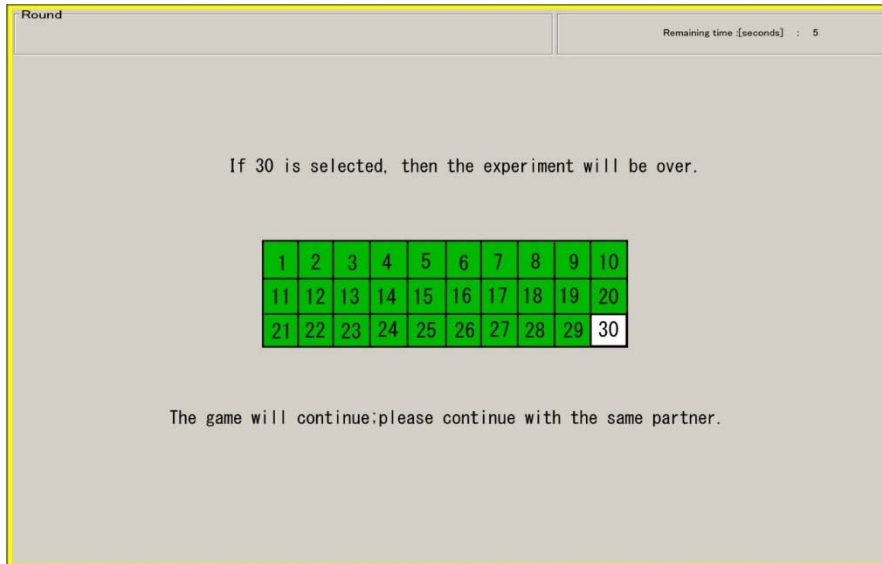 Round
Remaining time :[seconds] : 5
If 30 is selected, then the experiment will be over.
1 2 3 4 5 6 7 8 9 10
11 12 13 14 15 16 17 18 19 20
21 22 23 24 25 26 27 28 29 30
The game will continue;please continue with the same partner.